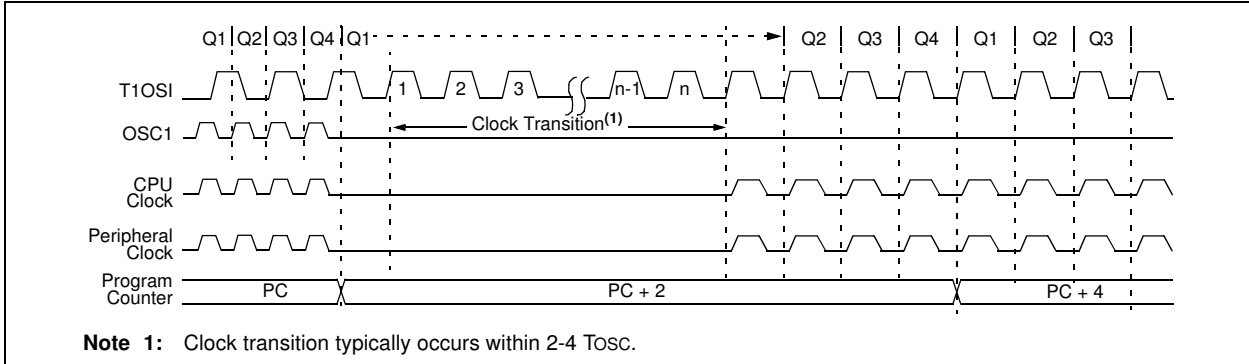 Q1 Q2 Q3 Q4 Q1 Q2 Q3 Q4 Q1 Q2 Q3
T1OSI 1 2 3 n-1 n
Clock Transition(1)
OSC1
CPU
Clock
Peripheral
Clock
Program
Counter
PC PC + 2 PC + 4
Note 1: Clock transition typically occurs within 2-4 TOSC.